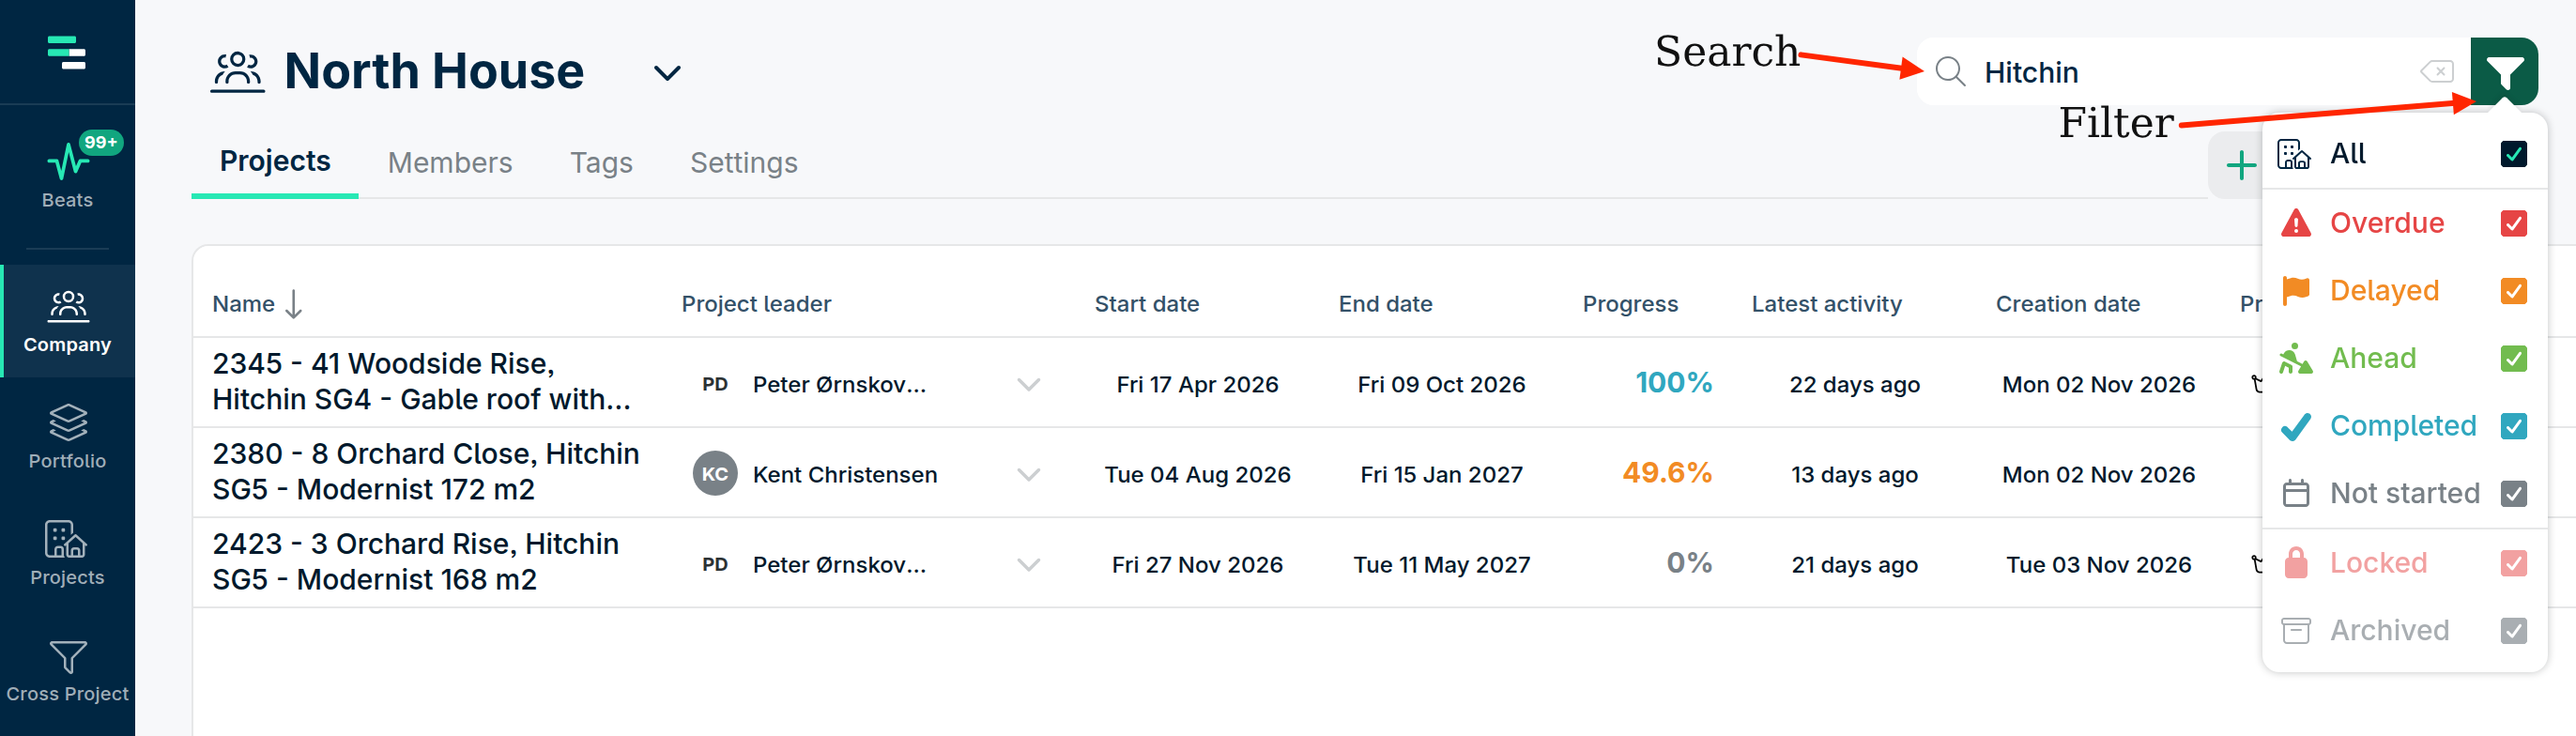 North House
Search
Hitchin
Filter
99+
Beats
Company
Portfolio
Projects
Cross Project
Projects Members Tags Settings
Name Project leader Start date End date Progress Latest activity Creation date
2345 - 41 Woodside Rise,
Hitchin SG4 - Gable roof with...
PD Peter Ørnskov... Fri 17 Apr 2026 Fri 09 Oct 2026 100% 22 days ago Mon 02 Nov 2026
2380 - 8 Orchard Close, Hitchin
SG5 - Modernist 172 m2
KC Kent Christensen Tue 04 Aug 2026 Fri 15 Jan 2027 49.6% 13 days ago Mon 02 Nov 2026
2423 - 3 Orchard Rise, Hitchin
SG5 - Modernist 168 m2
PD Peter Ørnskov... Fri 27 Nov 2026 Tue 11 May 2027 0% 21 days ago Tue 03 Nov 2026
All
Overdue
Delayed
Ahead
Completed
Not started
Locked
Archived